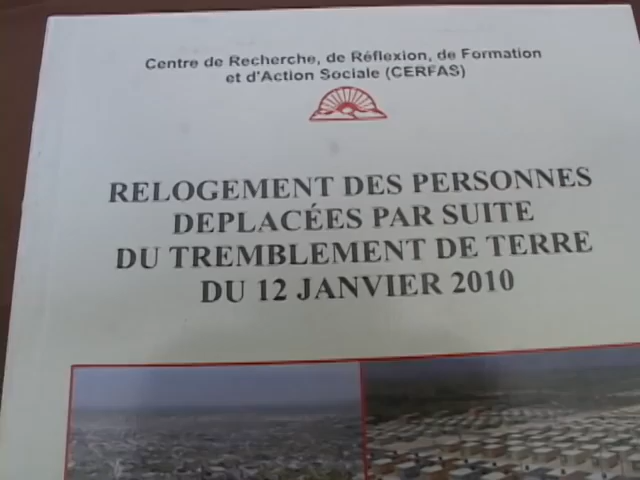 Centre de Recherche, de Réflexion, de Formation
et d'Action Sociale (CERFAS)
RELOGEMENT DES PERSONNES
DEPLACÉES PAR SUITE
DU TREMBLEMENT DE TERRE
DU 12 JANVIER 2010